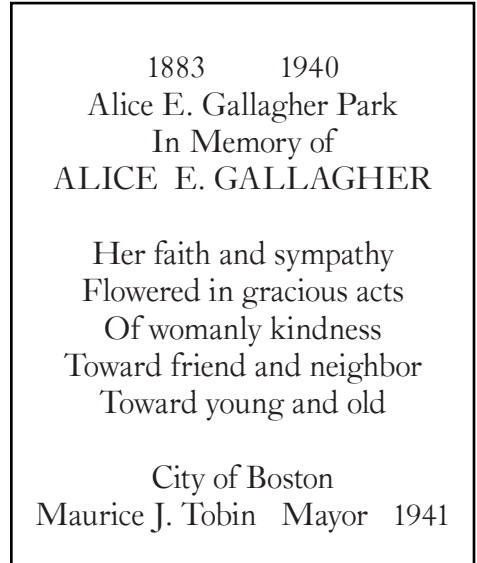 1883 1940
Alice E. Gallagher Park
In Memory of
ALICE E. GALLAGHER
Her faith and sympathy
Flowered in gracious acts
Of womanly kindness
Toward friend and neighbor
Toward young and old
City of Boston
Maurice J. Tobin Mayor 1941